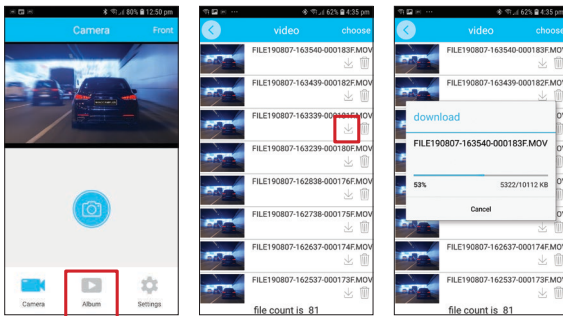 80% 12:50 pm
Camera
Front
Camera
Album
Settings
62% 4:35 pm
video
choose
FILE190807-163540-000183F.MOV
FILE190807-163439-000182F.MOV
FILE190807-163339-000181F.MOV
FILE190807-163239-000180F.MOV
FILE190807-162838-000176F.MOV
FILE190807-162738-000175F.MOV
FILE190807-162637-000174F.MOV
FILE190807-162537-000173F.MOV
file count is 81
62% 4:35 pm
video
choose
FILE190807-163540-000183F.MOV
FILE190807-163439-000182F.MOV
download
FILE190807-163540-000183F.MOV
53%
5322/10112 KB
Cancel
FILE190807-162637-000174F.MOV
FILE190807-162537-000173F.MOV
file count is 81